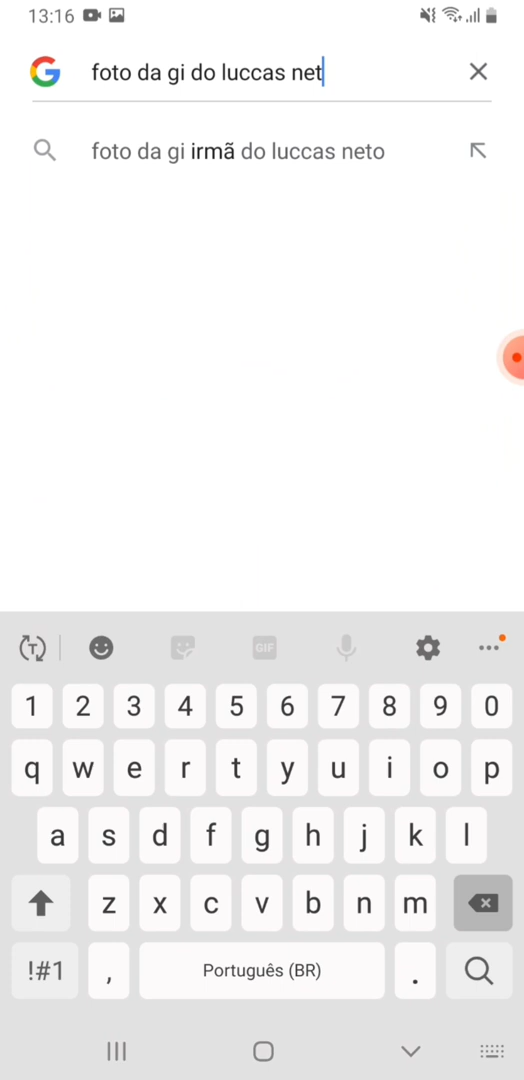 13:16
foto da gi do luccas net
foto da gi irmã do luccas neto
T
GIF
1 2 3 4 5 6 7 8 9 0
q w e r t y u i o p
a s d f g h j k l
z x c v b n m
!#1 , Português (BR) .